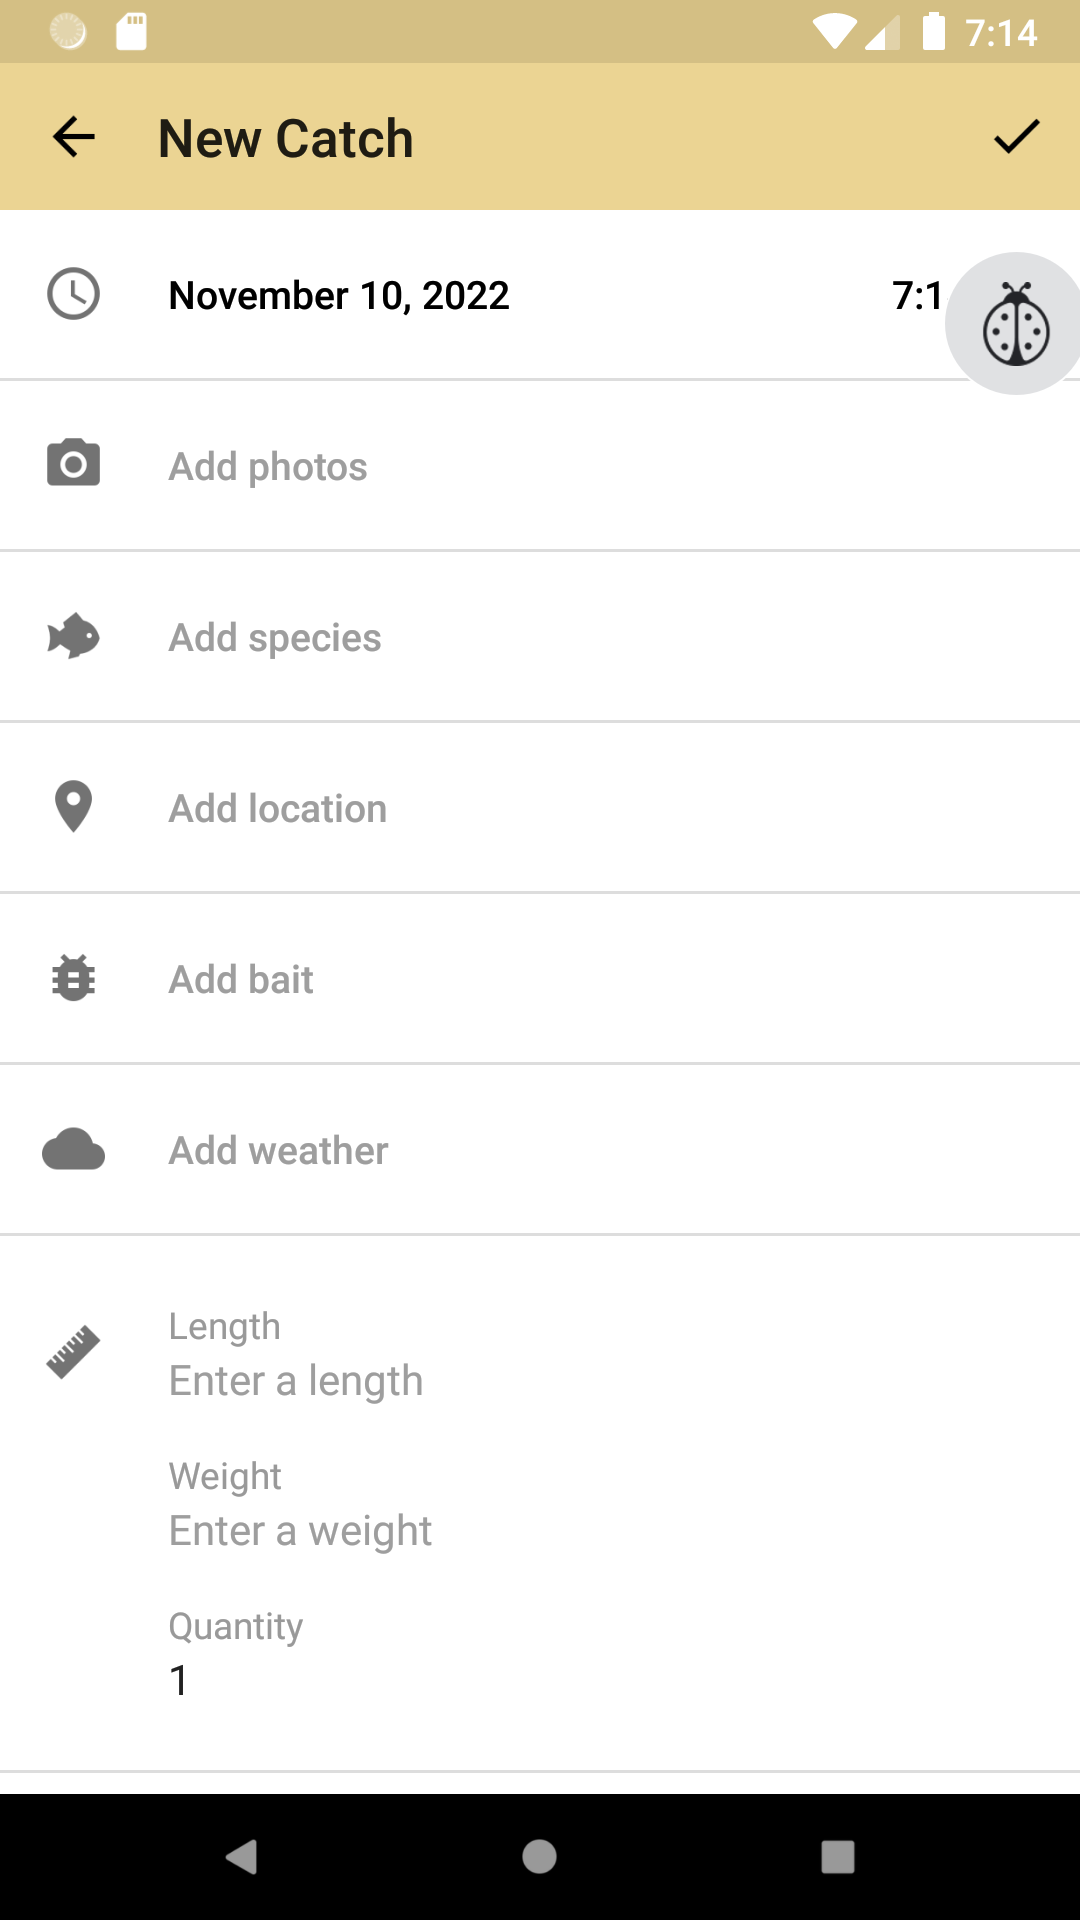 7:14
New Catch
November 10, 2022 7:1
Add photos
Add species
Add location
Add bait
Add weather
Length
Enter a length
Weight
Enter a weight
Quantity
1